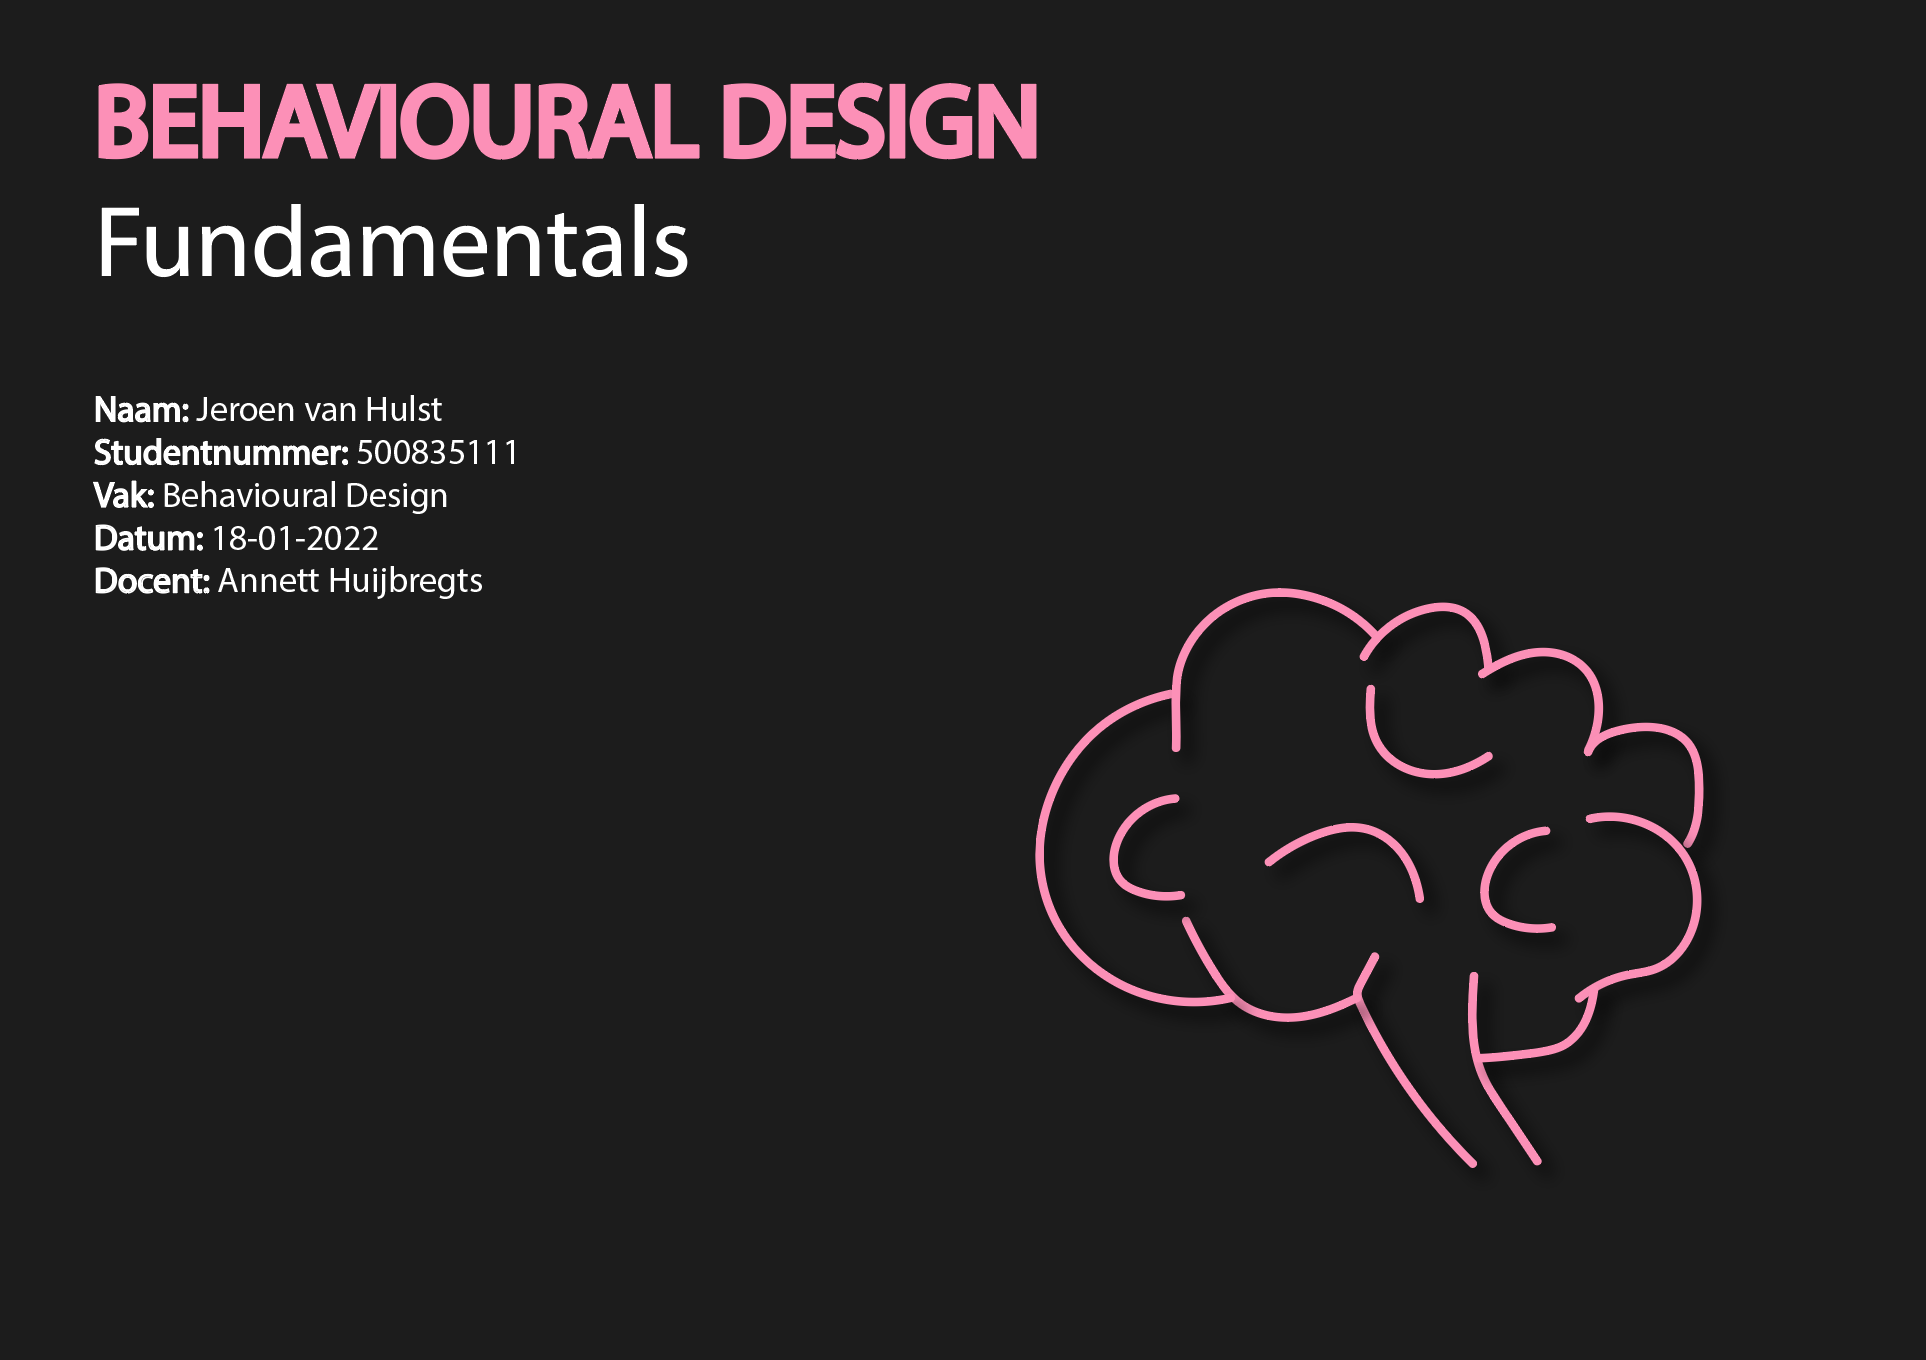 BEHAVIOURAL DESIGN
Fundamentals
Naam: Jeroen van Hulst
Studentnummer: 500835111
Vak: Behavioural Design
Datum: 18-01-2022
Docent: Annett Huijbregts